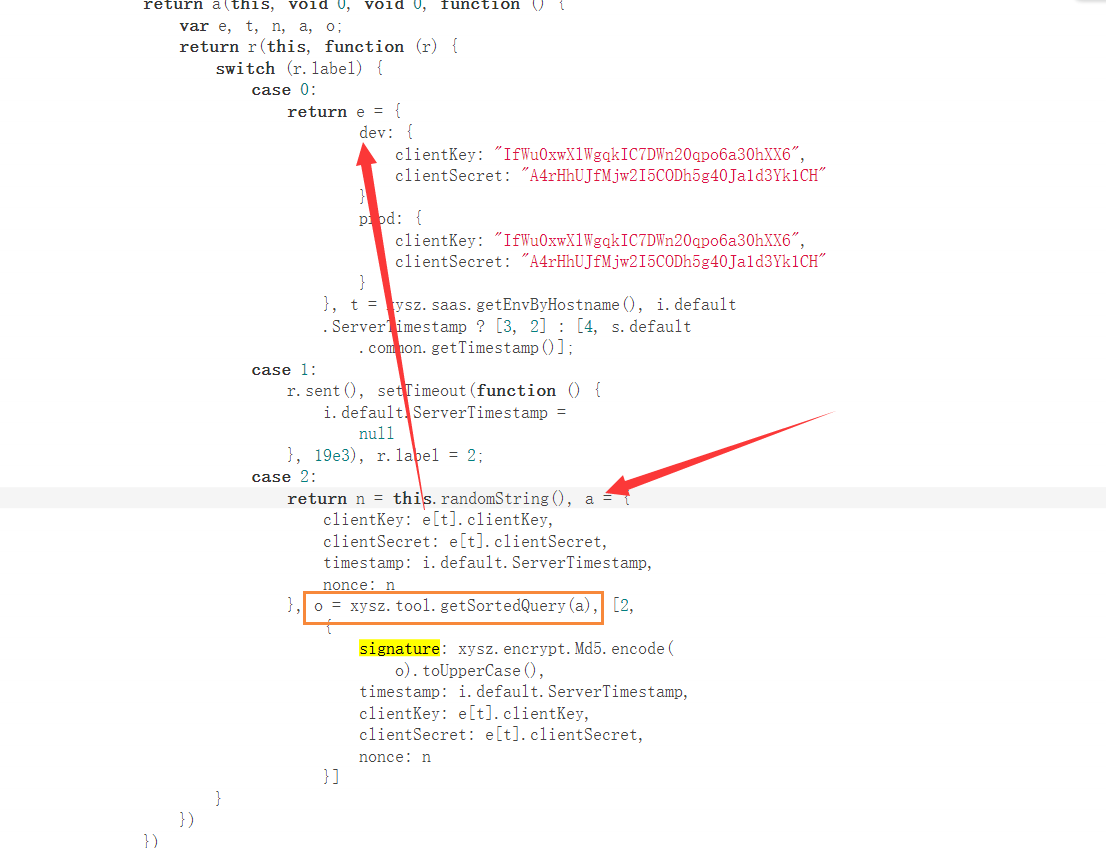 return a(this, void 0, void 0, function () {
var e, t, n, a, o;
return r(this, function (r) {
switch (r.label) {
case 0:
return e = {
dev: {
clientKey: "IfWu0xwXlWgqkIC7DWn20qpo6a30hXX6",
clientSecret: "A4rHhUJfMjw2I5CODh5g40Ja1d3Yk1CH"
}
prod: {
clientKey: "IfWu0xwXlWgqkIC7DWn20qpo6a30hXX6",
clientSecret: "A4rHhUJfMjw2I5CODh5g40Ja1d3Yk1CH"
}
}, t = xysz.saas.getEnvByHostname(), i.default
.ServerTimestamp ? [3, 2] : [4, s.default
.common.getTimestamp()];
case 1:
r.sent(), setTimeout(function () {
i.default.ServerTimestamp =
null
}, 19e3), r.label = 2;
case 2:
return n = this.randomString(), a = {
clientKey: e[t].clientKey,
clientSecret: e[t].clientSecret,
timestamp: i.default.ServerTimestamp,
nonce: n
}, o = xysz.tool.getSortedQuery(a), [2,
{
signature: xysz.encrypt.Md5.encode(
o).toUpperCase(),
timestamp: i.default.ServerTimestamp,
clientKey: e[t].clientKey,
clientSecret: e[t].clientSecret,
nonce: n
}]
}
})
})